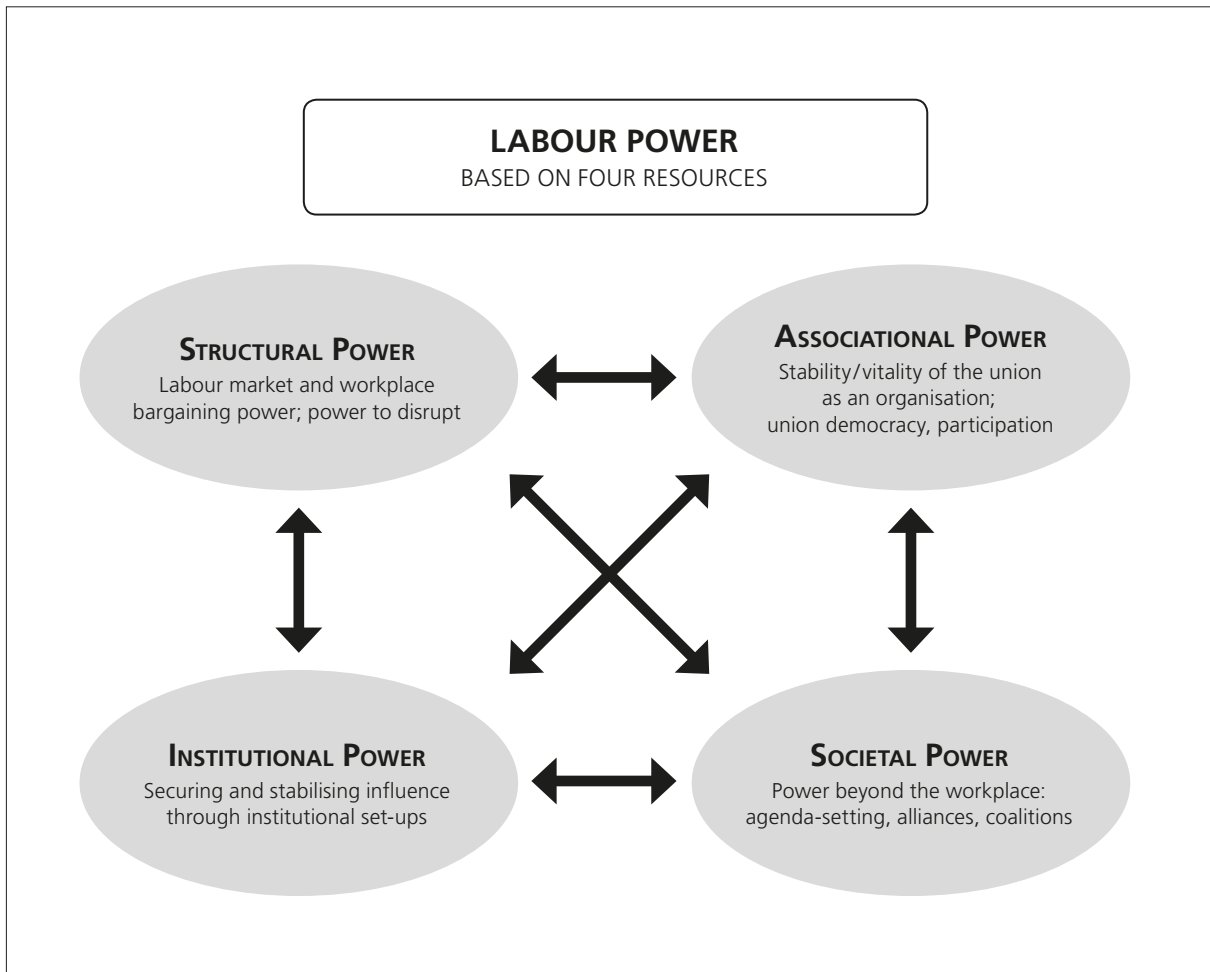 LABOUR POWER
BASED ON FOUR RESOURCES
STRUCTURAL POWER
Labour market and workplace
bargaining power; power to disrupt
ASSOCIATIONAL POWER
Stability/vitality of the union
as an organisation;
union democracy, participation
INSTITUTIONAL POWER
Securing and stabilising influence
through institutional set-ups
SOCIETAL POWER
Power beyond the workplace:
agenda-setting, alliances, coalitions